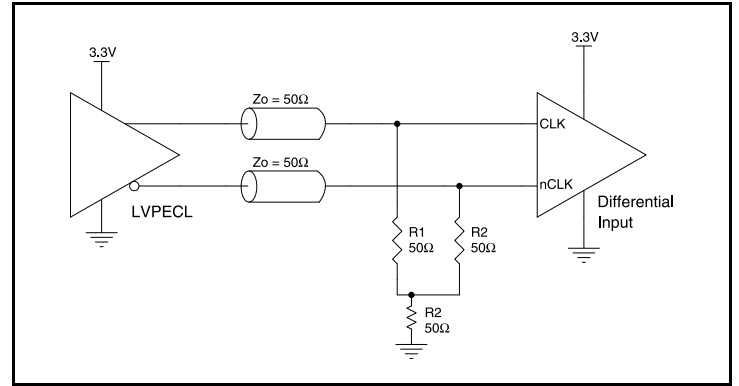 3.3V
3.3V
Zo = 50Ω
CLK
Zo = 50Ω
nCLK
LVPECL
Differential
Input
R1
50Ω
R2
50Ω
R2
50Ω